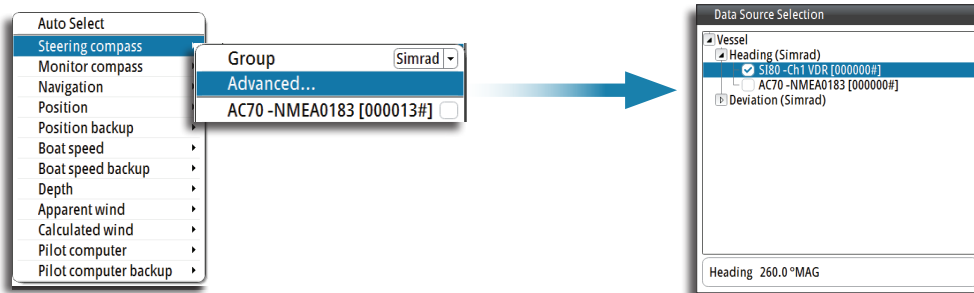 Auto Select
Steering compass
Monitor compass
Navigation
Position
Position backup
Boat speed
Boat speed backup
Depth
Apparent wind
Calculated wind
Pilot computer
Pilot computer backup
Group Simrad
Advanced...
AC70 -NMEA0183 [000013#]
Data Source Selection
Vessel
Heading (Simrad)
SI80 -Ch1 VDR [000000#]
AC70 -NMEA0183 [000000#]
Deviation (Simrad)
Heading 260.0 °MAG